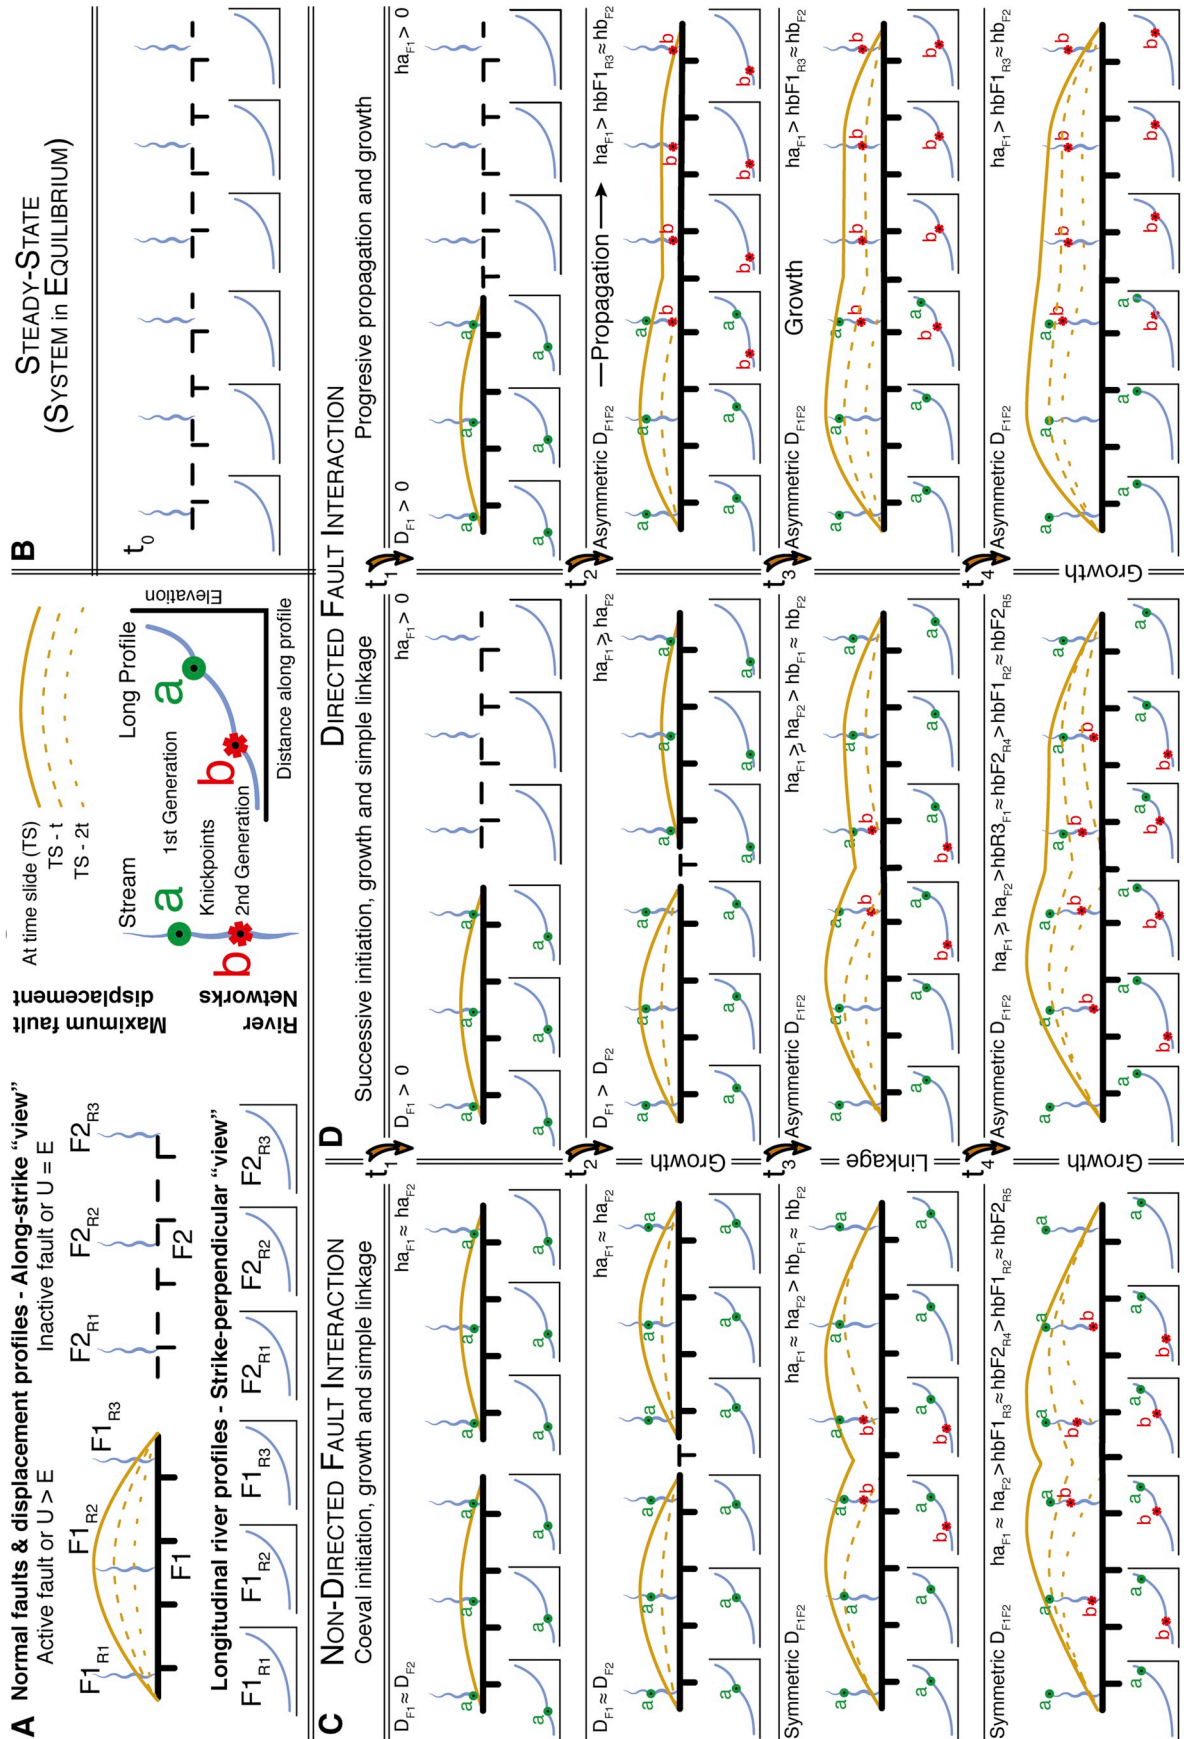 A Normal faults & displacement profiles - Along-strike “view”
Active fault or U > E
Inactive fault or U = E
F1R1
F1R2
F1R3
F1
F2R1
F2R2
F2R3
F2
Longitudinal river profiles - Strike-perpendicular “view”
F1R1
F1R2
F1R3
F2R1
F2R2
F2R3
Maximum fault
displacement
At time slide (TS)
TS - t
TS - 2t
River
Networks
Stream
Long Profile
a
1st Generation
a
Knickpoints
b
2nd Generation
b
Elevation
Distance along profile
B
STEADY-STATE
(SYSTEM in EQUILIBRIUM)
t0
C
NON-DIRECTED FAULT INTERACTION
Coeval initiation, growth and simple linkage
DF1 ≈ DF2
haF1 ≈ haF2
a a a a a a
a a a a a a
DF1 ≈ DF2
haF1 ≈ haF2
a a a a a a
a a a a a a
Symmetric DF1F2
haF1 ≈ haF2 > hbF1 ≈ hbF2
a a a a a a
b b
a a a a a a
b b
Symmetric DF1F2
haF1 ≈ haF2 > hbF1R3 ≈ hbF2R4 > hbF1R2 ≈ hbF2R5
a a a a a a
b b b b
a a a a a a
b b b b
t1
t2
Growth
t3
Linkage
t4
Growth
D
DIRECTED FAULT INTERACTION
Successive initiation, growth and simple linkage
DF1 > 0
haF1 > 0
a a a
a a a
DF1 > DF2
haF1 ⩾ haF2
a a a a a a
a a a a a a
Asymmetric DF1F2
haF1 ⩾ haF2 > hbF1 ≈ hbF2
a a a a a a
b b
a a a a a a
b b
Asymmetric DF1F2
haF1 ⩾ haF2 > hbR3F1 ≈ hbF2R4 > hbF1R2 ≈ hbF2R5
a a a a a a
b b b b
a a a a a a
b b b b
t1
t2
t3
t4
Growth
Progresive propagation and growth
DF1 > 0
haF1 > 0
a a a
a a a
Asymmetric DF1F2
Propagation
haF1 > hbF1R3 ≈ hbF2
a a a
b b b b
a a a
b b b b
Asymmetric DF1F2
Growth
haF1 > hbF1R3 ≈ hbF2
a a a
b b b b
a a a
b b b b
Asymmetric DF1F2
haF1 > hbF1R3 ≈ hbF2
a a a
b b b b
a a a
b b b b